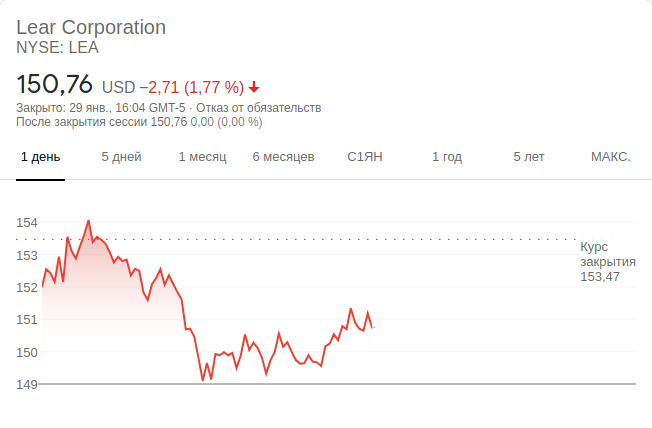 Lear Corporation
NYSE: LEA
150,76 USD −2,71 (1,77 %)
Закрыто: 29 янв., 16:04 GMT-5 · Отказ от обязательств
После закрытия сессии 150,76 0,00 (0,00 %)
1 день 5 дней 1 месяц 6 месяцев С1ЯН 1 год 5 лет МАКС.
154
153
152
151
150
149
Курс
закрытия
153,47